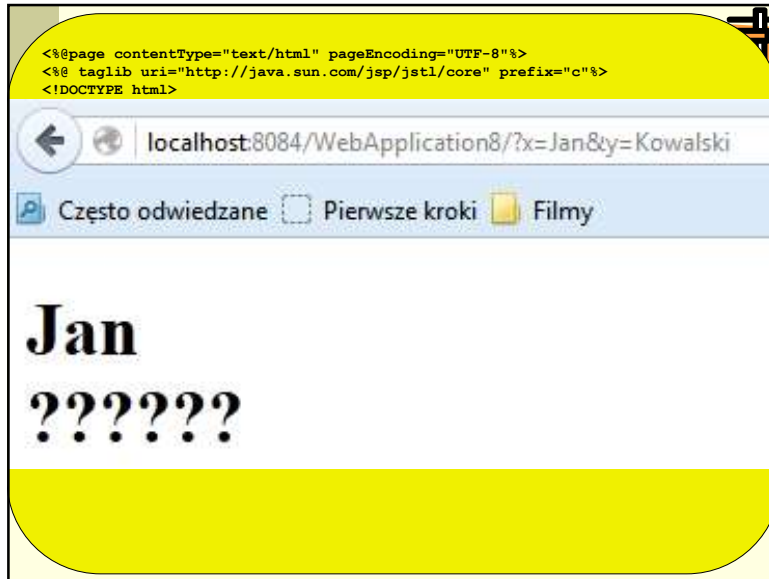 <%@page contentType="text/html" pageEncoding="UTF-8"%>
<%@ taglib uri="http://java.sun.com/jsp/jstl/core" prefix="c"%>
<!DOCTYPE html>
localhost:8084/WebApplication8/?x=Jan&y=Kowalski
Często odwiedzane Pierwsze kroki Filmy
Jan
??????